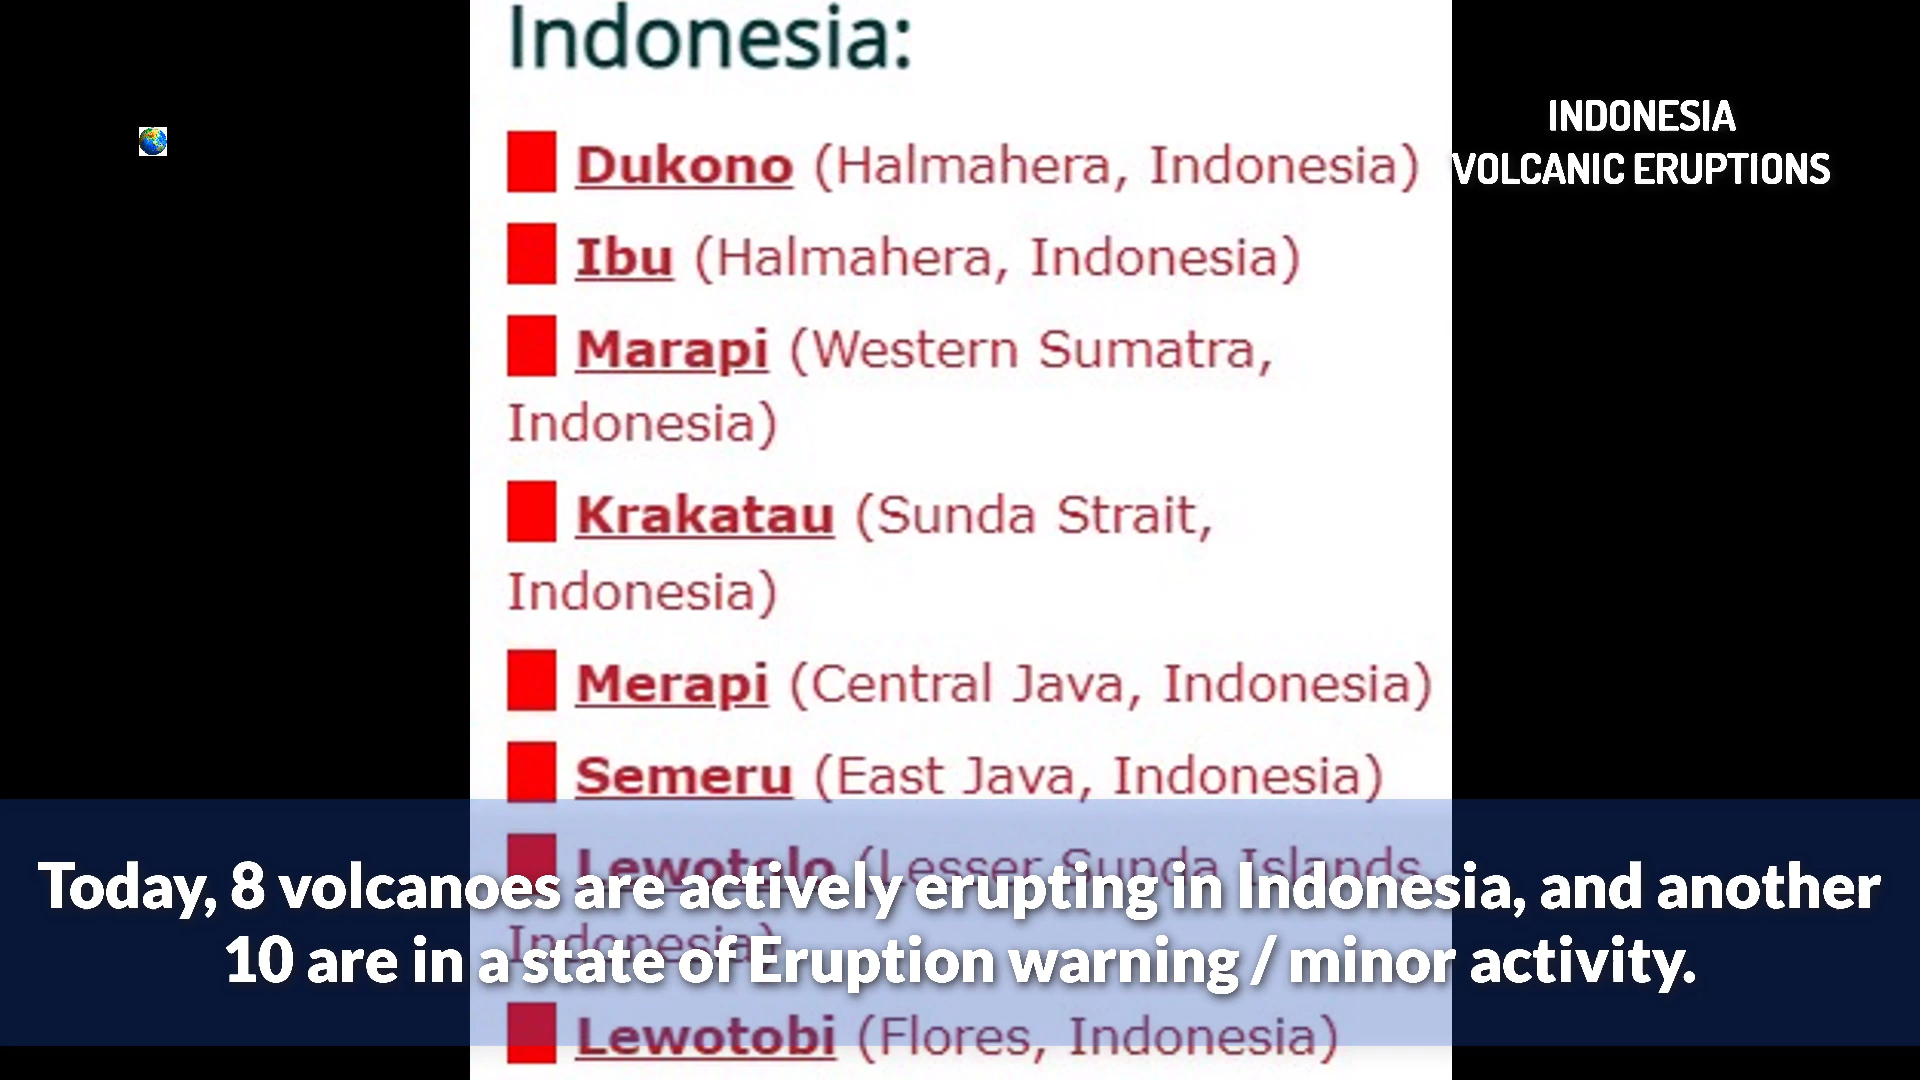 Indonesia:
INDONESIA
VOLCANIC ERUPTIONS
Dukono (Halmahera, Indonesia)
Ibu (Halmahera, Indonesia)
Marapi (Western Sumatra,
Indonesia)
Krakatau (Sunda Strait,
Indonesia)
Merapi (Central Java, Indonesia)
Semeru (East Java, Indonesia)
Lewotolo (Lesser Sunda Islands,
Indonesia)
Today, 8 volcanoes are actively erupting in Indonesia, and another
10 are in a state of Eruption warning / minor activity.
Lewotobi (Flores, Indonesia)